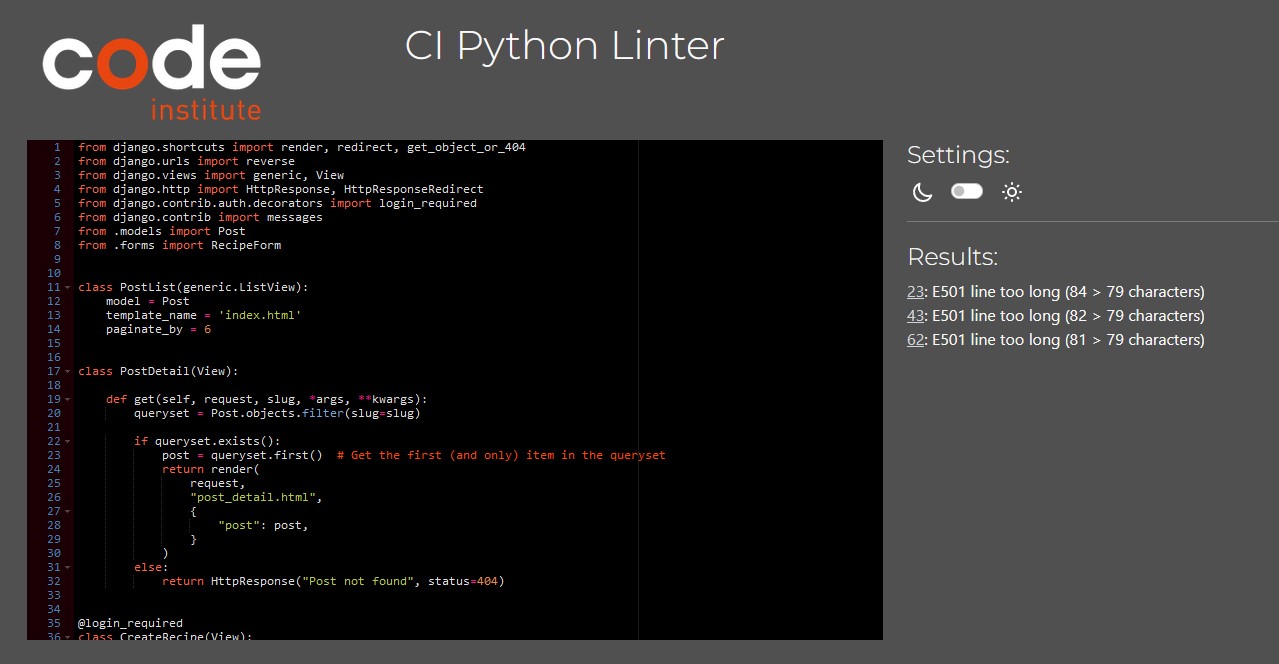 code
institute
CI Python Linter
1 from django.shortcuts import render, redirect, get_object_or_404
2 from django.urls import reverse
3 from django.views import generic, View
4 from django.http import HttpResponse, HttpResponseRedirect
5 from django.contrib.auth.decorators import login_required
6 from django.contrib import messages
7 from .models import Post
8 from .forms import RecipeForm
9
10
11 class PostList(generic.ListView):
12     model = Post
13     template_name = 'index.html'
14     paginate_by = 6
15
16
17 class PostDetail(View):
18
19     def get(self, request, slug, *args, **kwargs):
20         queryset = Post.objects.filter(slug=slug)
21
22         if queryset.exists():
23             post = queryset.first()  # Get the first (and only) item in the queryset
24             return render(
25                 request,
26                 "post_detail.html",
27                 {
28                     "post": post,
29                 }
30             )
31         else:
32             return HttpResponse("Post not found", status=404)
33
34
35 @login_required
36 class CreateRecipe(View):
Settings:
Results:
23: E501 line too long (84 > 79 characters)
43: E501 line too long (82 > 79 characters)
62: E501 line too long (81 > 79 characters)